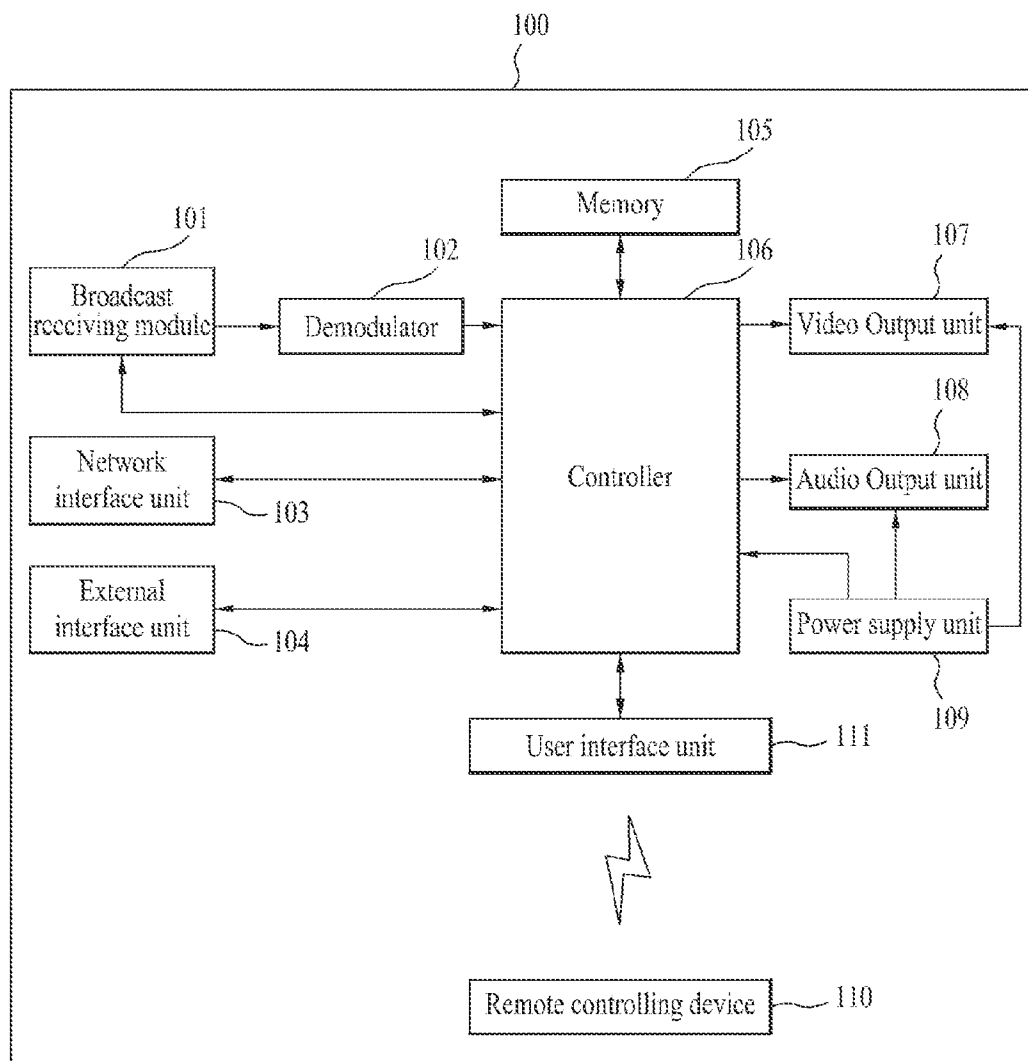 100
105
Memory
101
Broadcast
receiving module
102
Demodulator
106
Controller
107
Video Output unit
108
Audio Output unit
Network
interface unit
103
External
interface unit
104
Power supply unit
109
User interface unit
111
Remote controlling device
110